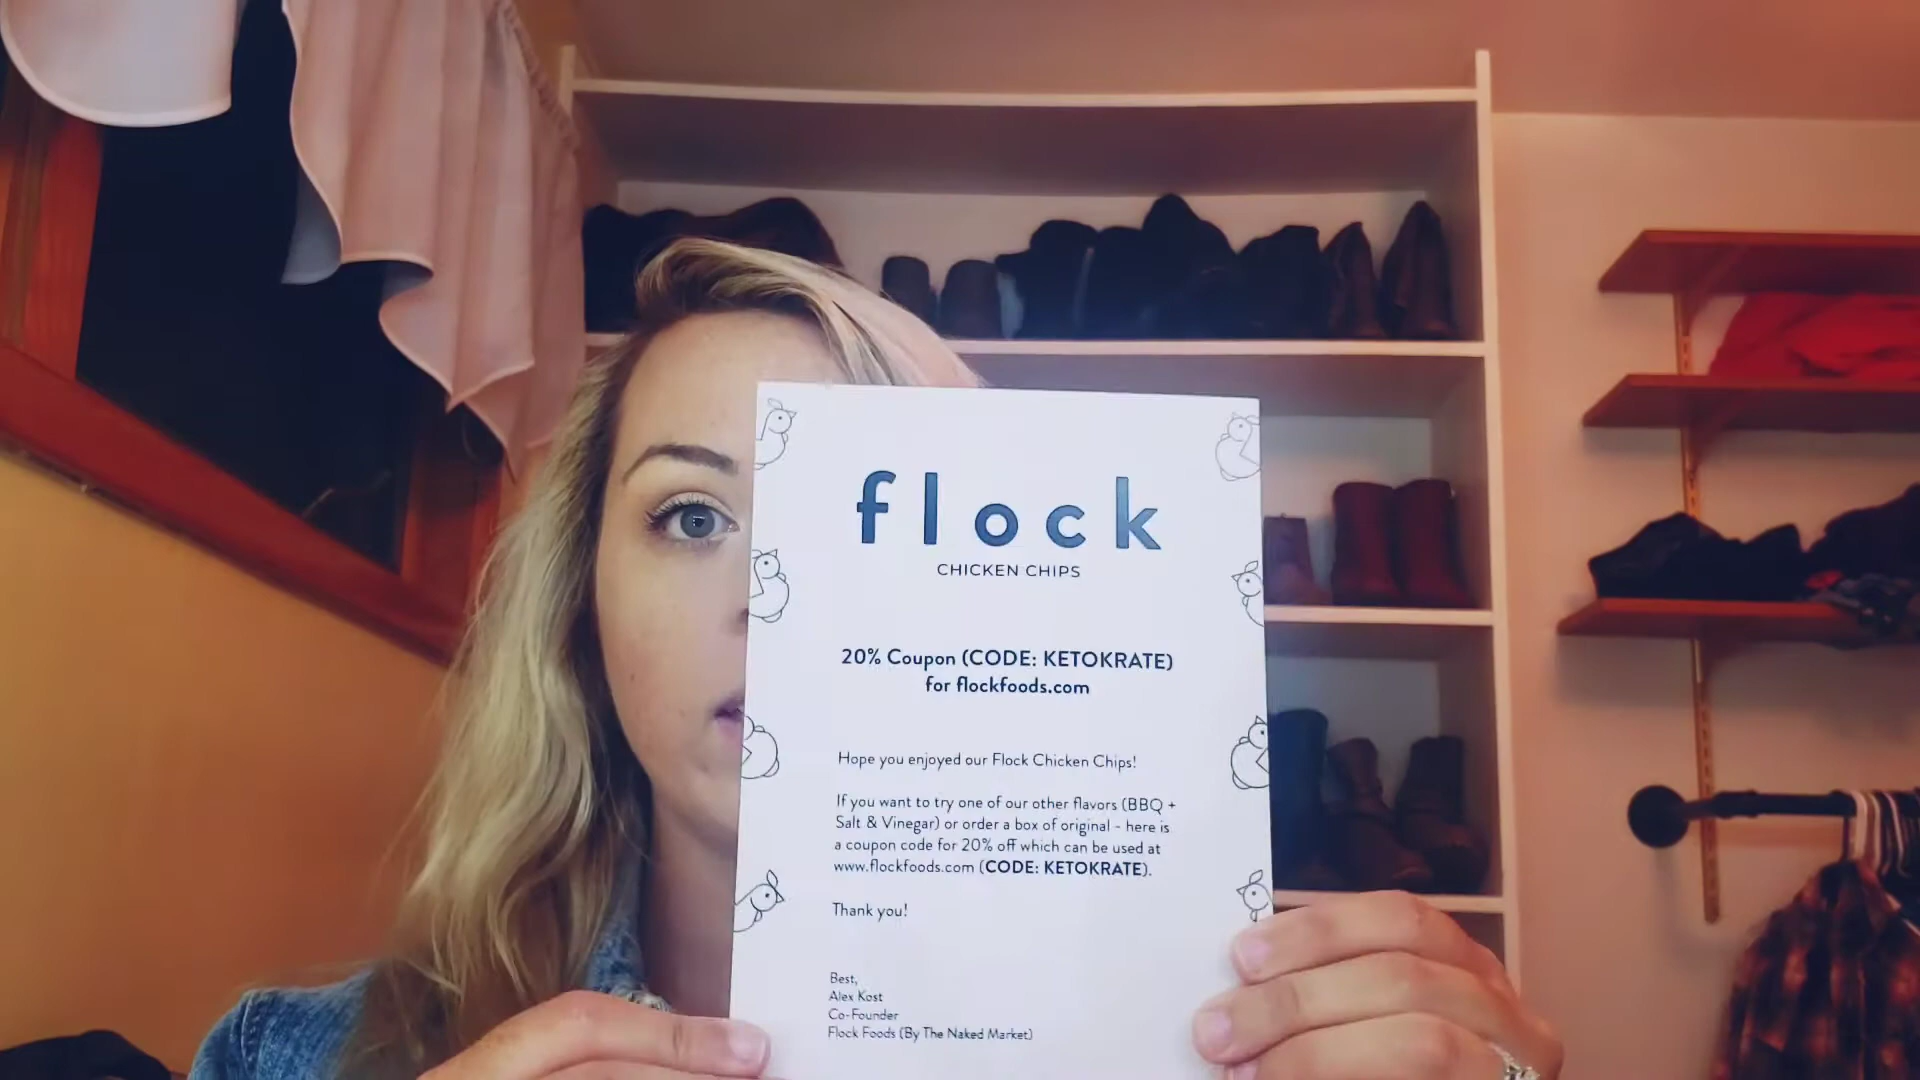 flock
CHICKEN CHIPS
20% Coupon (CODE: KETOKRATE)
for flockfoods.com
Hope you enjoyed our Flock Chicken Chips!
If you want to try one of our other flavors (BBQ +
Salt & Vinegar) or order a box of original - here is
a coupon code for 20% off which can be used at
www.flockfoods.com (CODE: KETOKRATE).
Thank you!
Best,
Alex Kost
Co-Founder
Flock Foods (By The Naked Market)